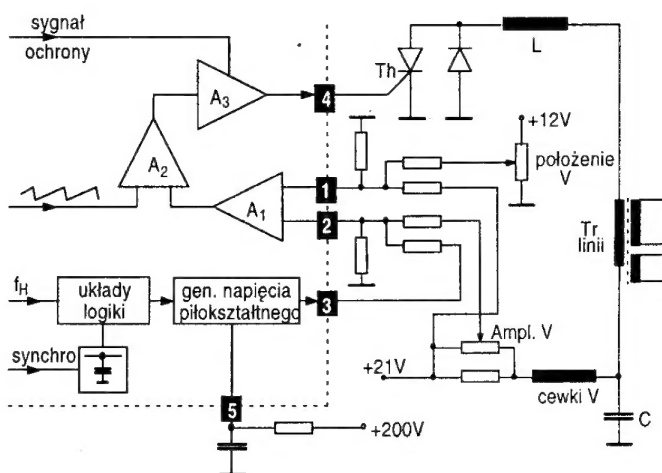 sygnał
ochrony
A3
4
Th
L
+12V
położenie
V
A2
1
A1
2
Tr
linii
fH
układy
logiki
gen. napięcia
piłokształtnego
3
Ampl. V
synchro
+21V
cewki V
5
+200V
C